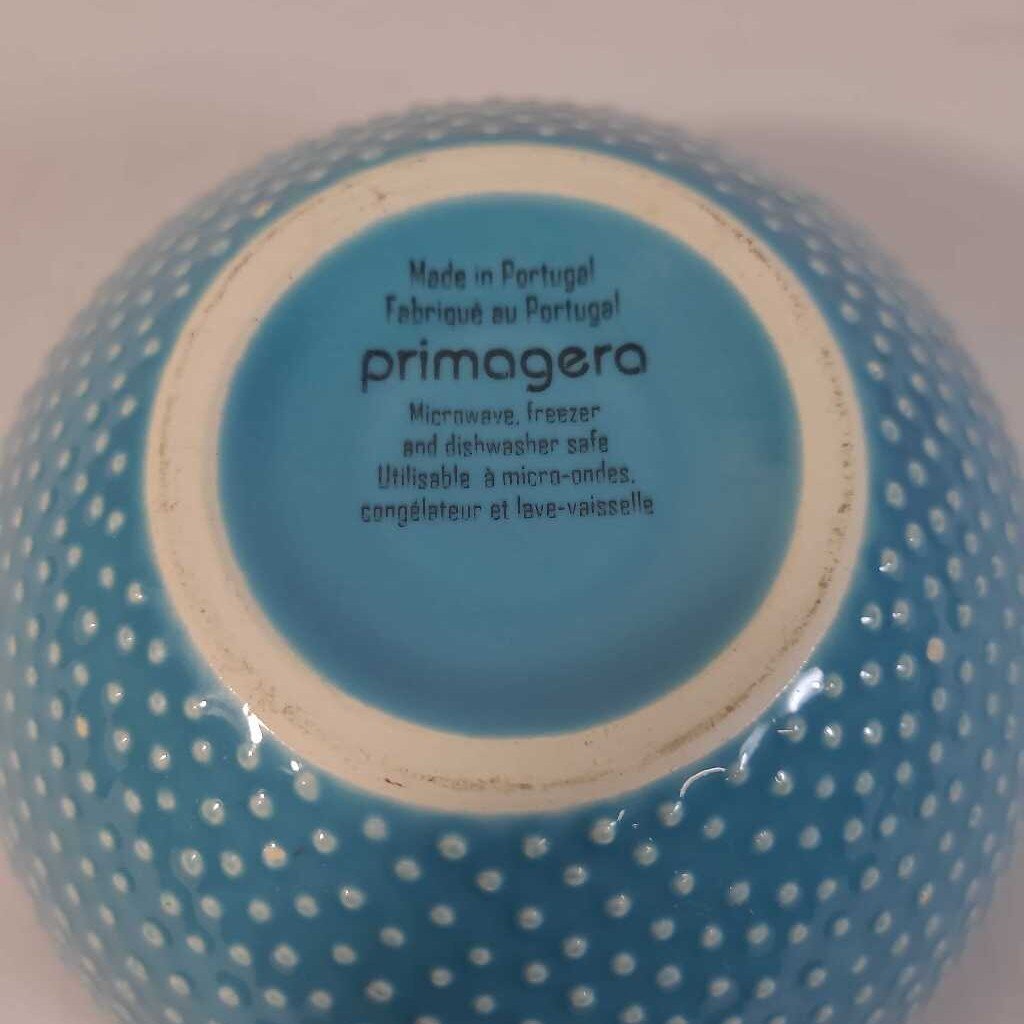 Made in Portugal
Fabriqué au Portugal
primagera
Microwave, freezer
and dishwasher safe
Utilisable à micro-ondes,
congélateur et lave-vaisselle